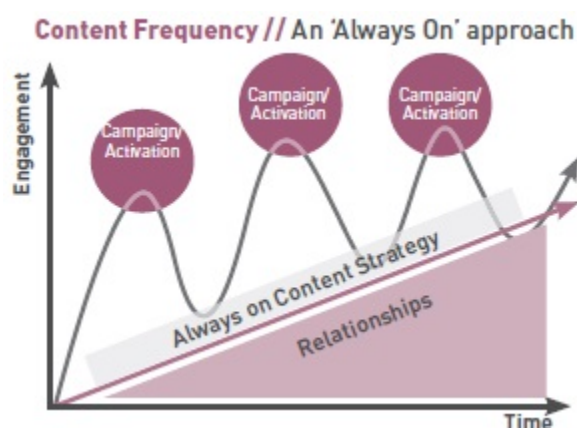 Content Frequency // An 'Always On' approach
Engagement
Campaign/
Activation
Campaign/
Activation
Campaign/
Activation
Always on Content Strategy
Relationships
Time